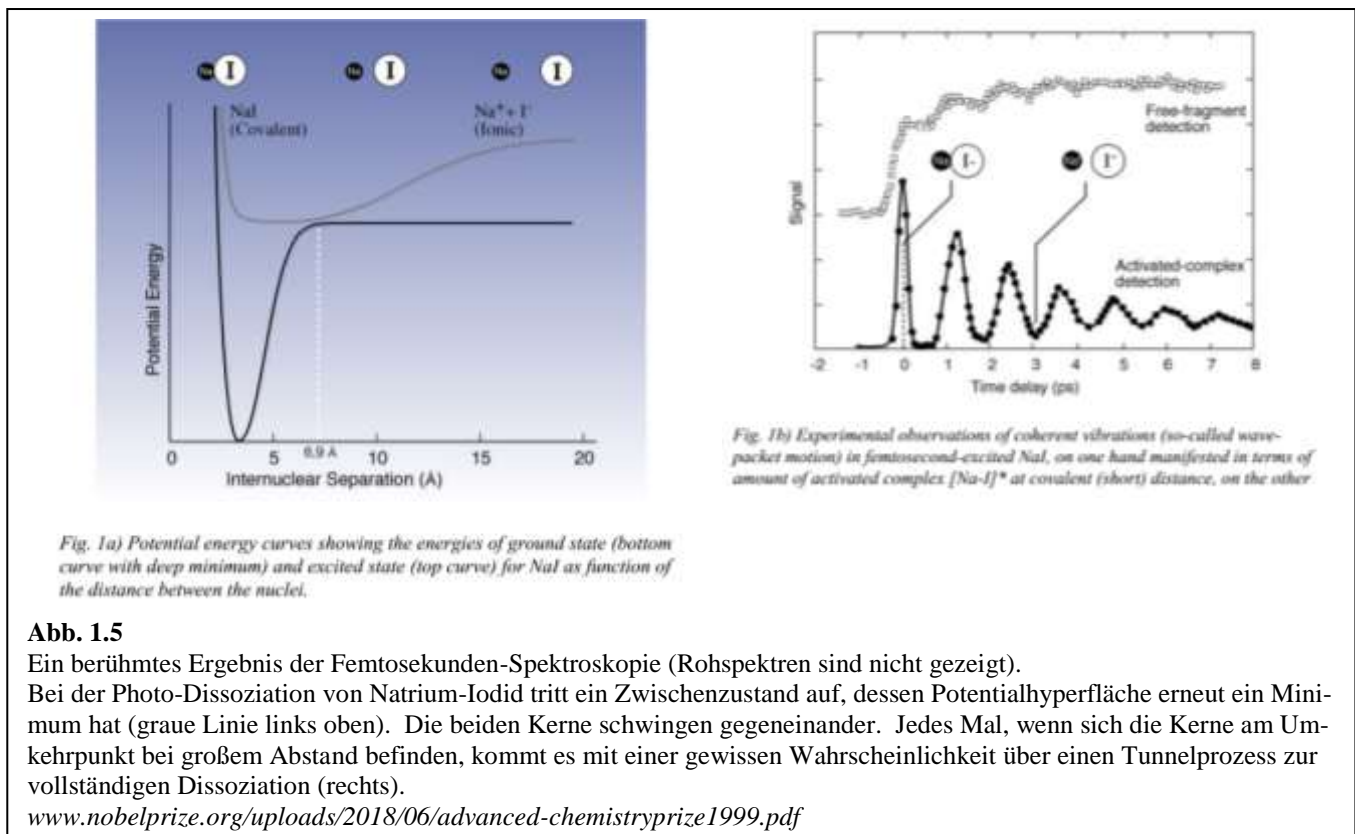 Na I
Na I
Na I
NaI
(Covalent)
Na⁺+ I⁻
(Ionic)
Potential Energy
0 5 6,9 Å 10 15 20
Internuclear Separation (Å)
Fig. 1a) Potential energy curves showing the energies of ground state (bottom
curve with deep minimum) and excited state (top curve) for NaI as function of
the distance between the nuclei.
Free-fragment
detection
Na I-
Na I⁻
Signal
Activated-complex
detection
-2 -1 0 1 2 3 4 5 6 7 8
Time delay (ps)
Fig. 1b) Experimental observations of coherent vibrations (so-called wave-
packet motion) in femtosecond-excited NaI, on one hand manifested in terms of
amount of activated complex [Na-I]* at covalent (short) distance, on the other
Abb. 1.5
Ein berühmtes Ergebnis der Femtosekunden-Spektroskopie (Rohspektren sind nicht gezeigt).
Bei der Photo-Dissoziation von Natrium-Iodid tritt ein Zwischenzustand auf, dessen Potentialhyperfläche erneut ein Mini-
mum hat (graue Linie links oben). Die beiden Kerne schwingen gegeneinander. Jedes Mal, wenn sich die Kerne am Um-
kehrpunkt bei großem Abstand befinden, kommt es mit einer gewissen Wahrscheinlichkeit über einen Tunnelprozess zur
vollständigen Dissoziation (rechts).
www.nobelprize.org/uploads/2018/06/advanced-chemistryprize1999.pdf